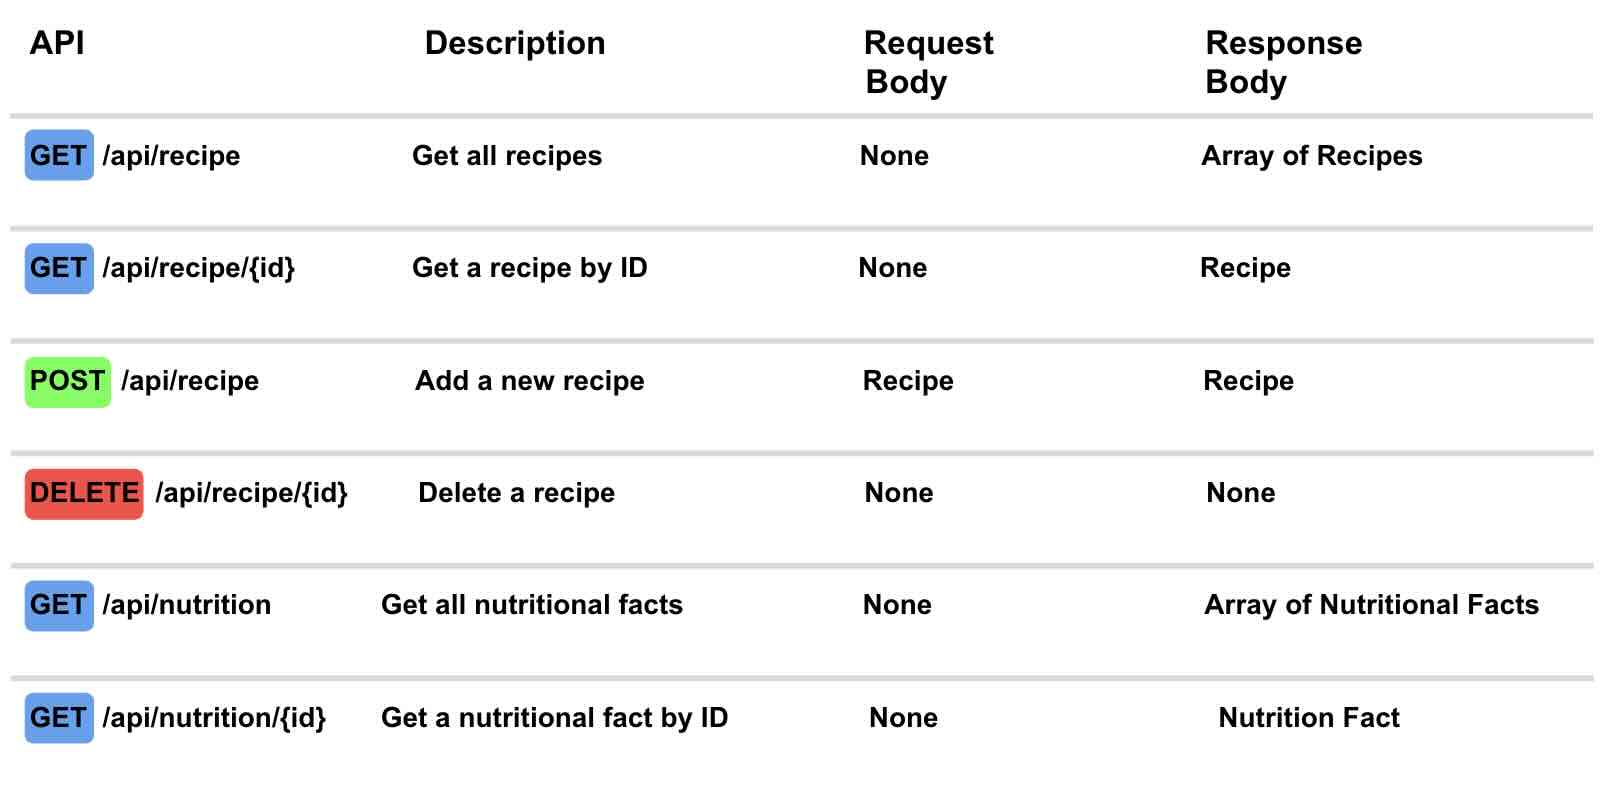 API Description Request Body Response Body
GET /api/recipe Get all recipes None Array of Recipes
GET /api/recipe/{id} Get a recipe by ID None Recipe
POST /api/recipe Add a new recipe Recipe Recipe
DELETE /api/recipe/{id} Delete a recipe None None
GET /api/nutrition Get all nutritional facts None Array of Nutritional Facts
GET /api/nutrition/{id} Get a nutritional fact by ID None Nutrition Fact